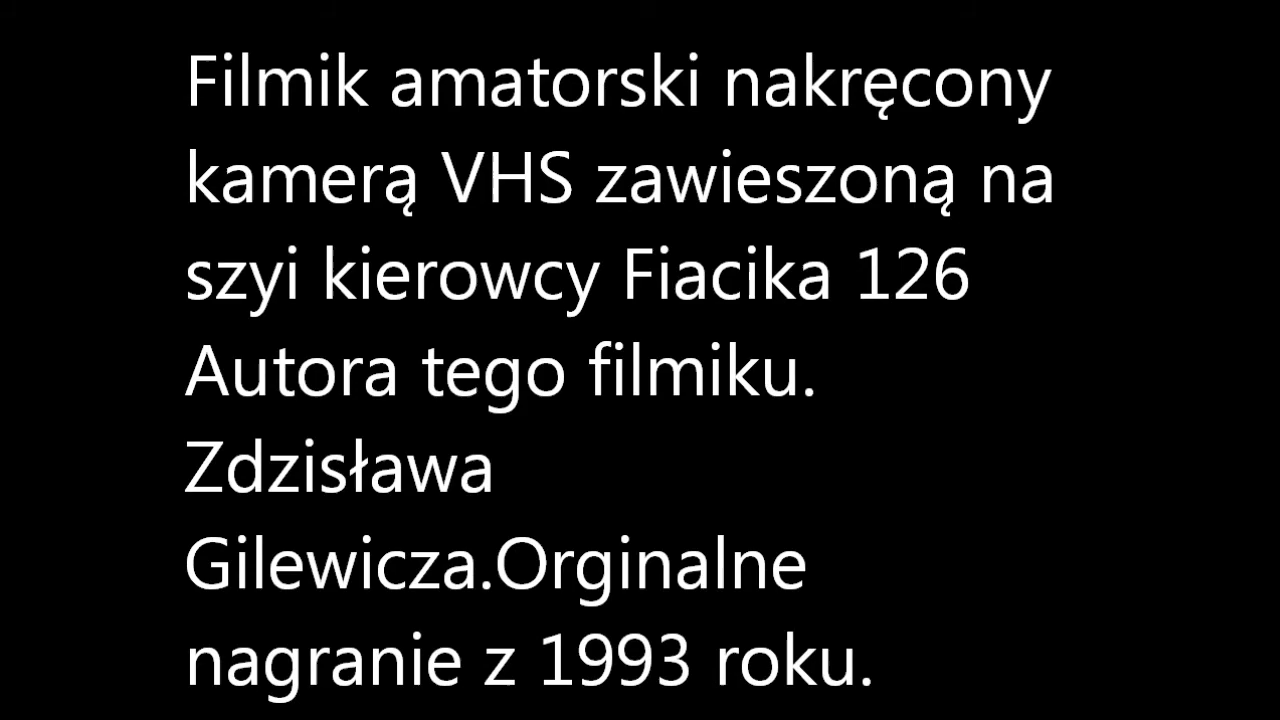 Filmik amatorski nakręcony
kamerą VHS zawieszoną na
szyi kierowcy Fiacika 126
Autora tego filmiku.
Zdzisława
Gilewicza.Orginalne
nagranie z 1993 roku.